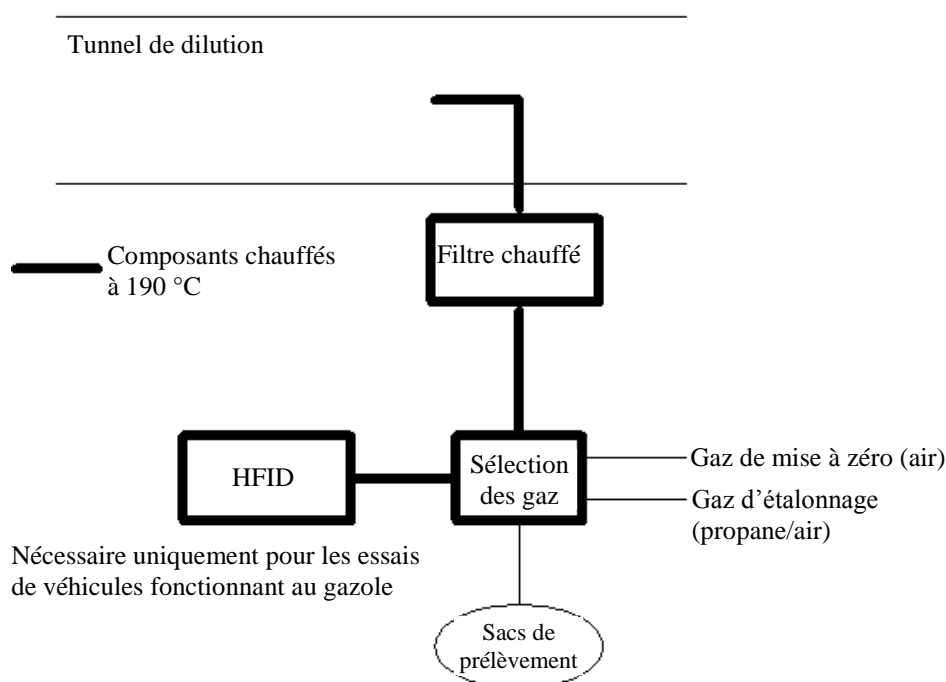 Tunnel de dilution
Composants chauffés
à 190 °C
Filtre chauffé
HFID
Sélection
des gaz
Gaz de mise à zéro (air)
Gaz d’étalonnage
(propane/air)
Nécessaire uniquement pour les essais
de véhicules fonctionnant au gazole
Sacs de
prélèvement